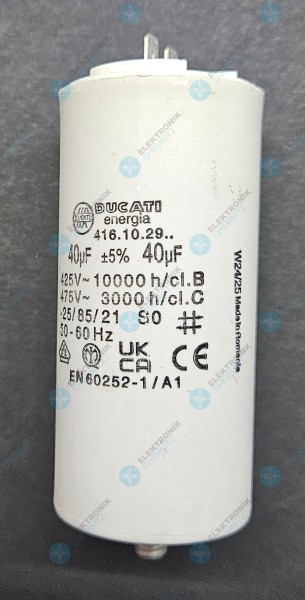 DUCATI
energia
416.10.29..
40µF ±5% 40µF
425V~ 10000 h/cl.B
475V~ 3000 h/cl.C
-25/85/21 S0
50-60 Hz
UK
CA
CE
EN 60252-1/A1
W24/25 Made in Romania
ELEKTRONIK